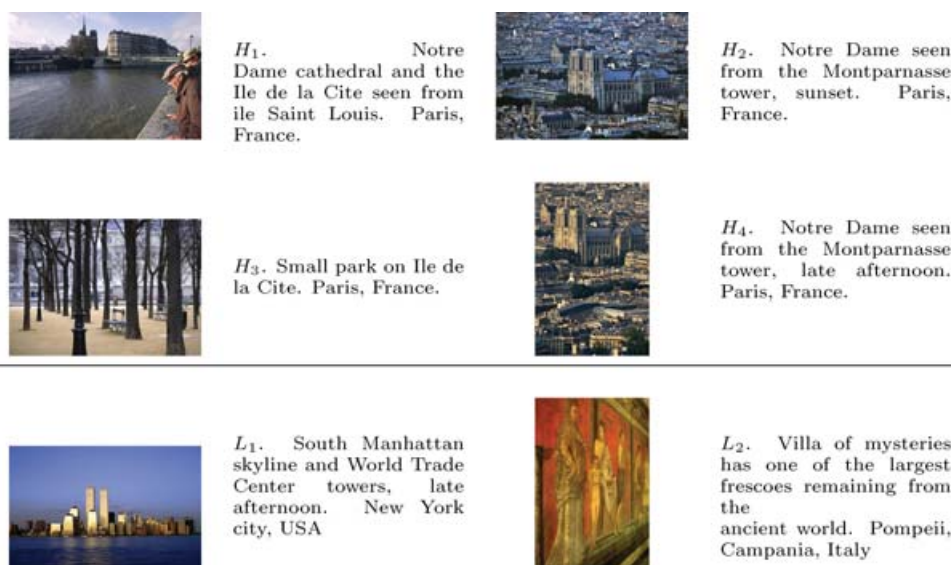 H₁. Notre
Dame cathedral and the
Ile de la Cite seen from
ile Saint Louis. Paris,
France.
H₂. Notre Dame seen
from the Montparnasse
tower, sunset. Paris,
France.
H₃. Small park on Ile de
la Cite. Paris, France.
H₄. Notre Dame seen
from the Montparnasse
tower, late afternoon.
Paris, France.
L₁. South Manhattan
skyline and World Trade
Center towers, late
afternoon. New York
city, USA
L₂. Villa of mysteries
has one of the largest
frescoes remaining from
the
ancient world. Pompeii,
Campania, Italy